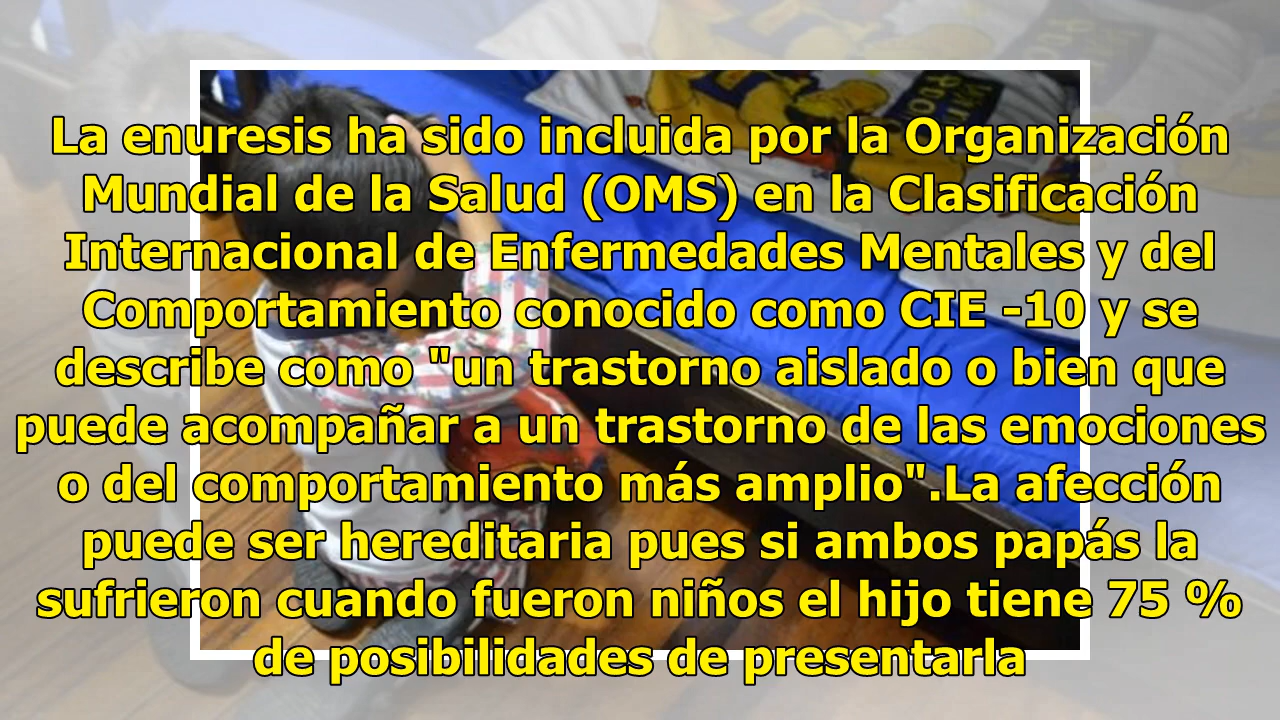 La enuresis ha sido incluida por la Organización
Mundial de la Salud (OMS) en la Clasificación
Internacional de Enfermedades Mentales y del
Comportamiento conocido como CIE -10 y se
describe como "un trastorno aislado o bien que
puede acompañar a un trastorno de las emociones
o del comportamiento más amplio".La afección
puede ser hereditaria pues si ambos papás la
sufrieron cuando fueron niños el hijo tiene 75 %
de posibilidades de presentarla